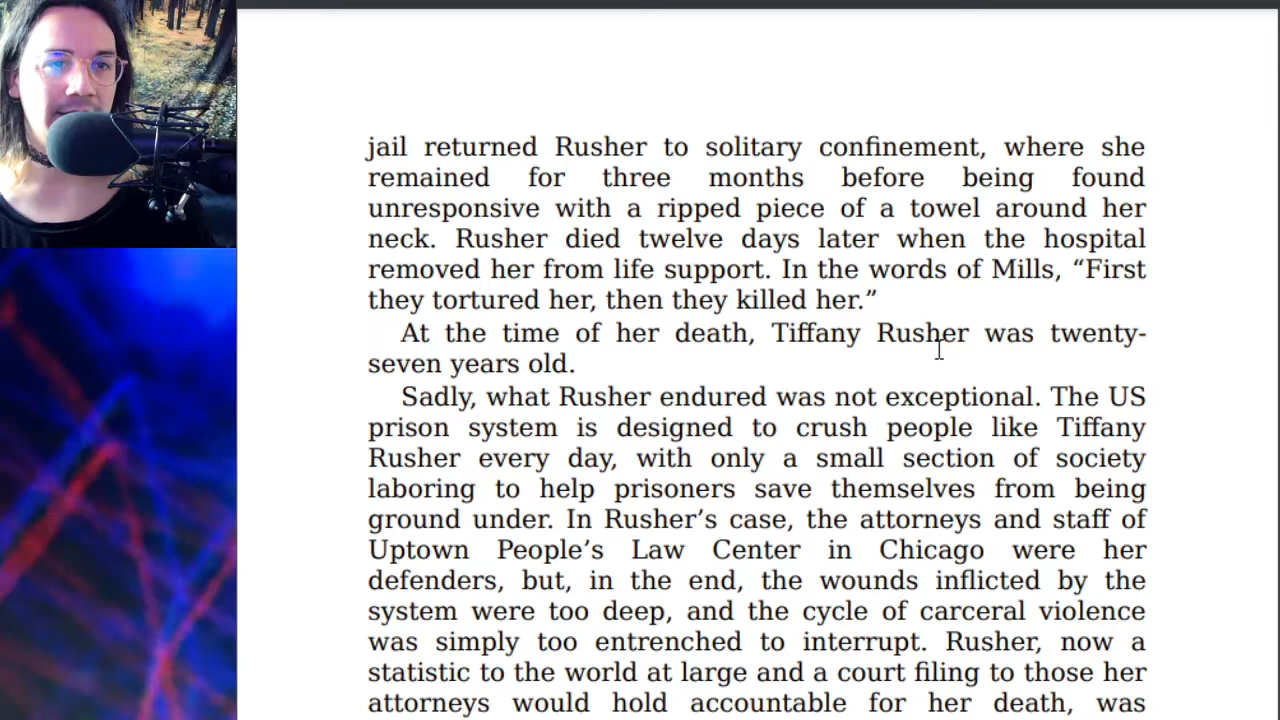 jail returned Rusher to solitary confinement, where she
remained for three months before being found
unresponsive with a ripped piece of a towel around her
neck. Rusher died twelve days later when the hospital
removed her from life support. In the words of Mills, “First
they tortured her, then they killed her.”
At the time of her death, Tiffany Rusher was twenty-
seven years old.
Sadly, what Rusher endured was not exceptional. The US
prison system is designed to crush people like Tiffany
Rusher every day, with only a small section of society
laboring to help prisoners save themselves from being
ground under. In Rusher’s case, the attorneys and staff of
Uptown People’s Law Center in Chicago were her
defenders, but, in the end, the wounds inflicted by the
system were too deep, and the cycle of carceral violence
was simply too entrenched to interrupt. Rusher, now a
statistic to the world at large and a court filing to those her
attorneys would hold accountable for her death, was